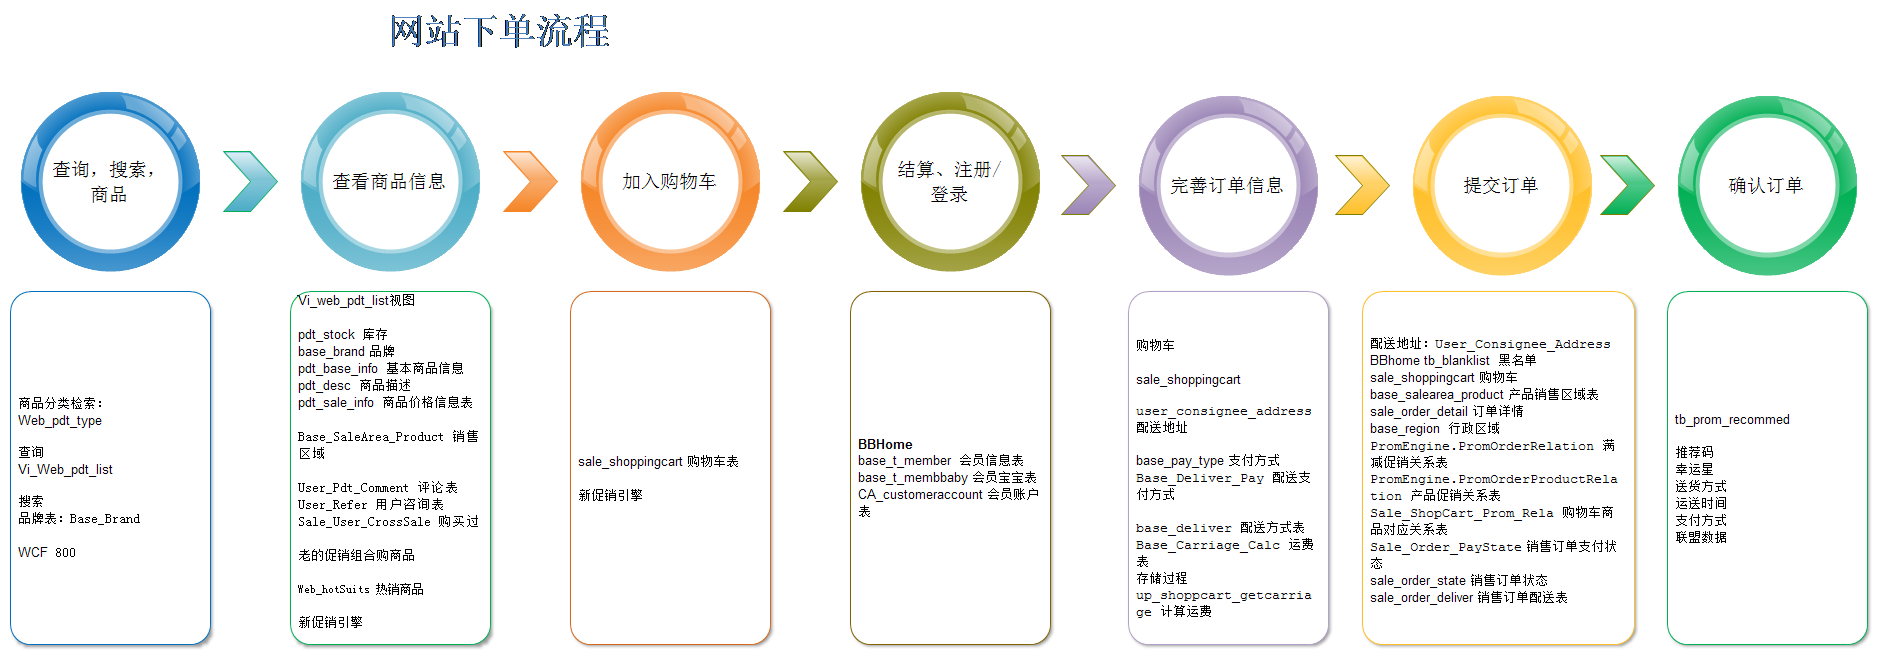 网站下单流程
查询，搜索，
商品
查看商品信息
加入购物车
结算、注册/
登录
完善订单信息
提交订单
确认订单
商品分类检索：
Web_pdt_type
查询
Vi_Web_pdt_list
搜索
品牌表：Base_Brand
WCF 800
Vi_web_pdt_list视图
pdt_stock 库存
base_brand 品牌
pdt_base_info 基本商品信息
pdt_desc 商品描述
pdt_sale_info 商品价格信息表
Base_SaleArea_Product 销售
区域
User_Pdt_Comment 评论表
User_Refer 用户咨询表
Sale_User_CrossSale 购买过
老的促销组合购商品
Web_hotSuits 热销商品
新促销引擎
sale_shoppingcart 购物车表
新促销引擎
BBHome
base_t_member 会员信息表
base_t_membbaby 会员宝宝表
CA_customeraccount 会员账户
表
购物车
sale_shoppingcart
user_consignee_address
配送地址
base_pay_type 支付方式
Base_Deliver_Pay 配送支
付方式
base_deliver 配送方式表
Base_Carriage_Calc 运费
表
存储过程
up_shoppcart_getcarria
ge 计算运费
配送地址：User_Consignee_Address
BBhome tb_blanklist 黑名单
sale_shoppingcart 购物车
base_salearea_product 产品销售区域表
sale_order_detail 订单详情
base_region 行政区域
PromEngine.PromOrderRelation 满
减促销关系表
PromEngine.PromOrderProductRela
tion 产品促销关系表
Sale_ShopCart_Prom_Rela 购物车商
品对应关系表
Sale_Order_PayState 销售订单支付状
态
sale_order_state 销售订单状态
sale_order_deliver 销售订单配送表
tb_prom_recommed
推荐码
幸运星
送货方式
运送时间
支付方式
联盟数据